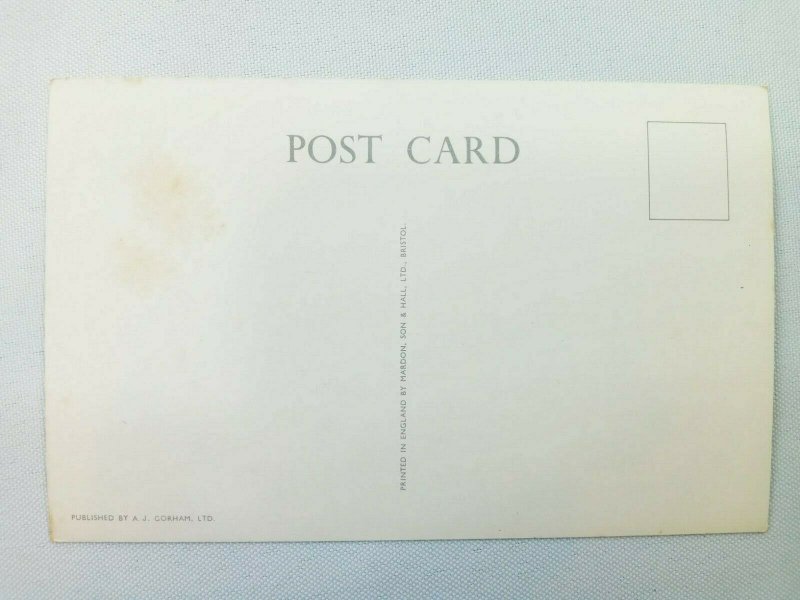 POST CARD
PRINTED IN ENGLAND BY MARDON, SON & HALL, LTD., BRISTOL.
PUBLISHED BY A. J. GORHAM, LTD.